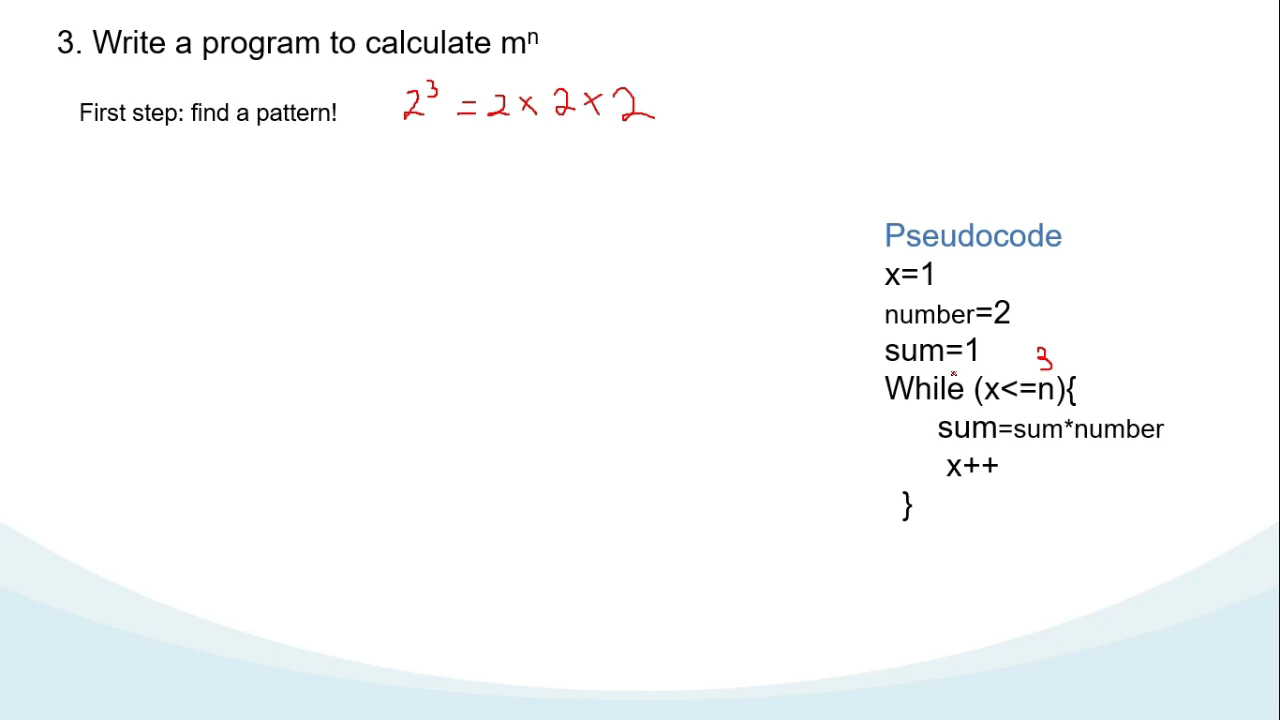 3. Write a program to calculate mⁿ
First step: find a pattern! 2³ = 2 × 2 × 2
Pseudocode
x=1
number=2
sum=1
3
While (x<=n){
sum=sum*number
x++
}